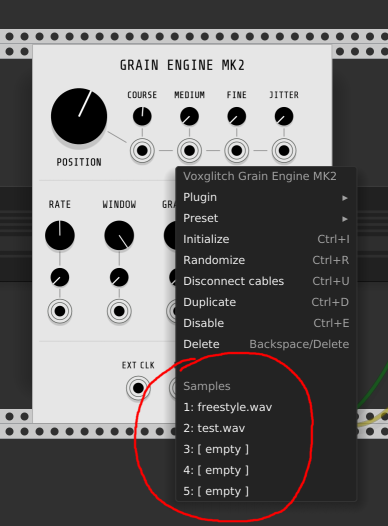 GRAIN ENGINE MK2
COURSE MEDIUM FINE JITTER
POSITION
Voxglitch Grain Engine MK2
Plugin ▸
Preset ▸
Initialize Ctrl+I
Randomize Ctrl+R
Disconnect cables Ctrl+U
Duplicate Ctrl+D
Disable Ctrl+E
Delete Backspace/Delete
Samples
1: freestyle.wav
2: test.wav
3: [ empty ]
4: [ empty ]
5: [ empty ]
RATE WINDOW
EXT CLK